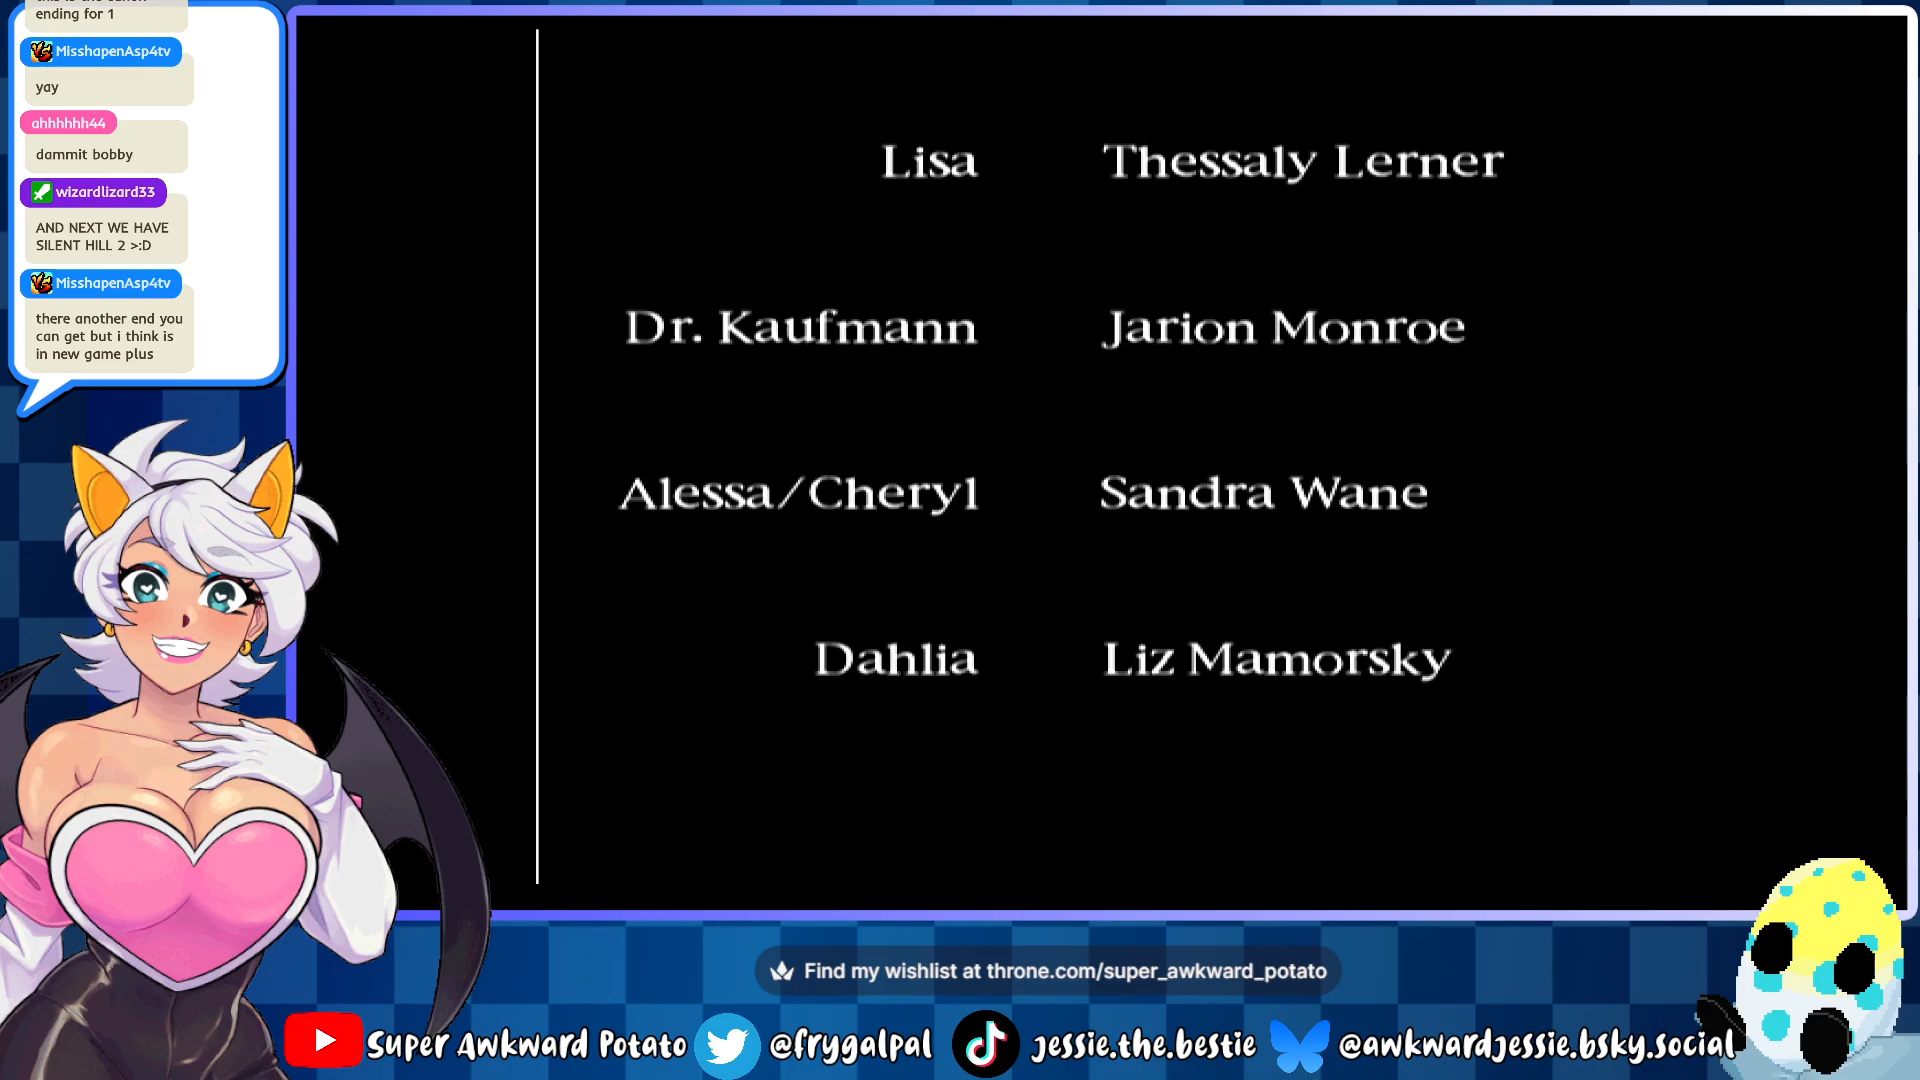 ending for 1
MisshapenAsp4tv
yay
ahhhhhh44
dammit bobby
wizardlizard33
AND NEXT WE HAVE
SILENT HILL 2 >:D
MisshapenAsp4tv
there another end you
can get but i think is
in new game plus
Lisa Thessaly Lerner
Dr. Kaufmann Jarion Monroe
Alessa/Cheryl Sandra Wane
Dahlia Liz Mamorsky
Find my wishlist at throne.com/super_awkward_potato
Super Awkward Potato @frygalpal jessie.the.bestie @awkwardjessie.bsky.social